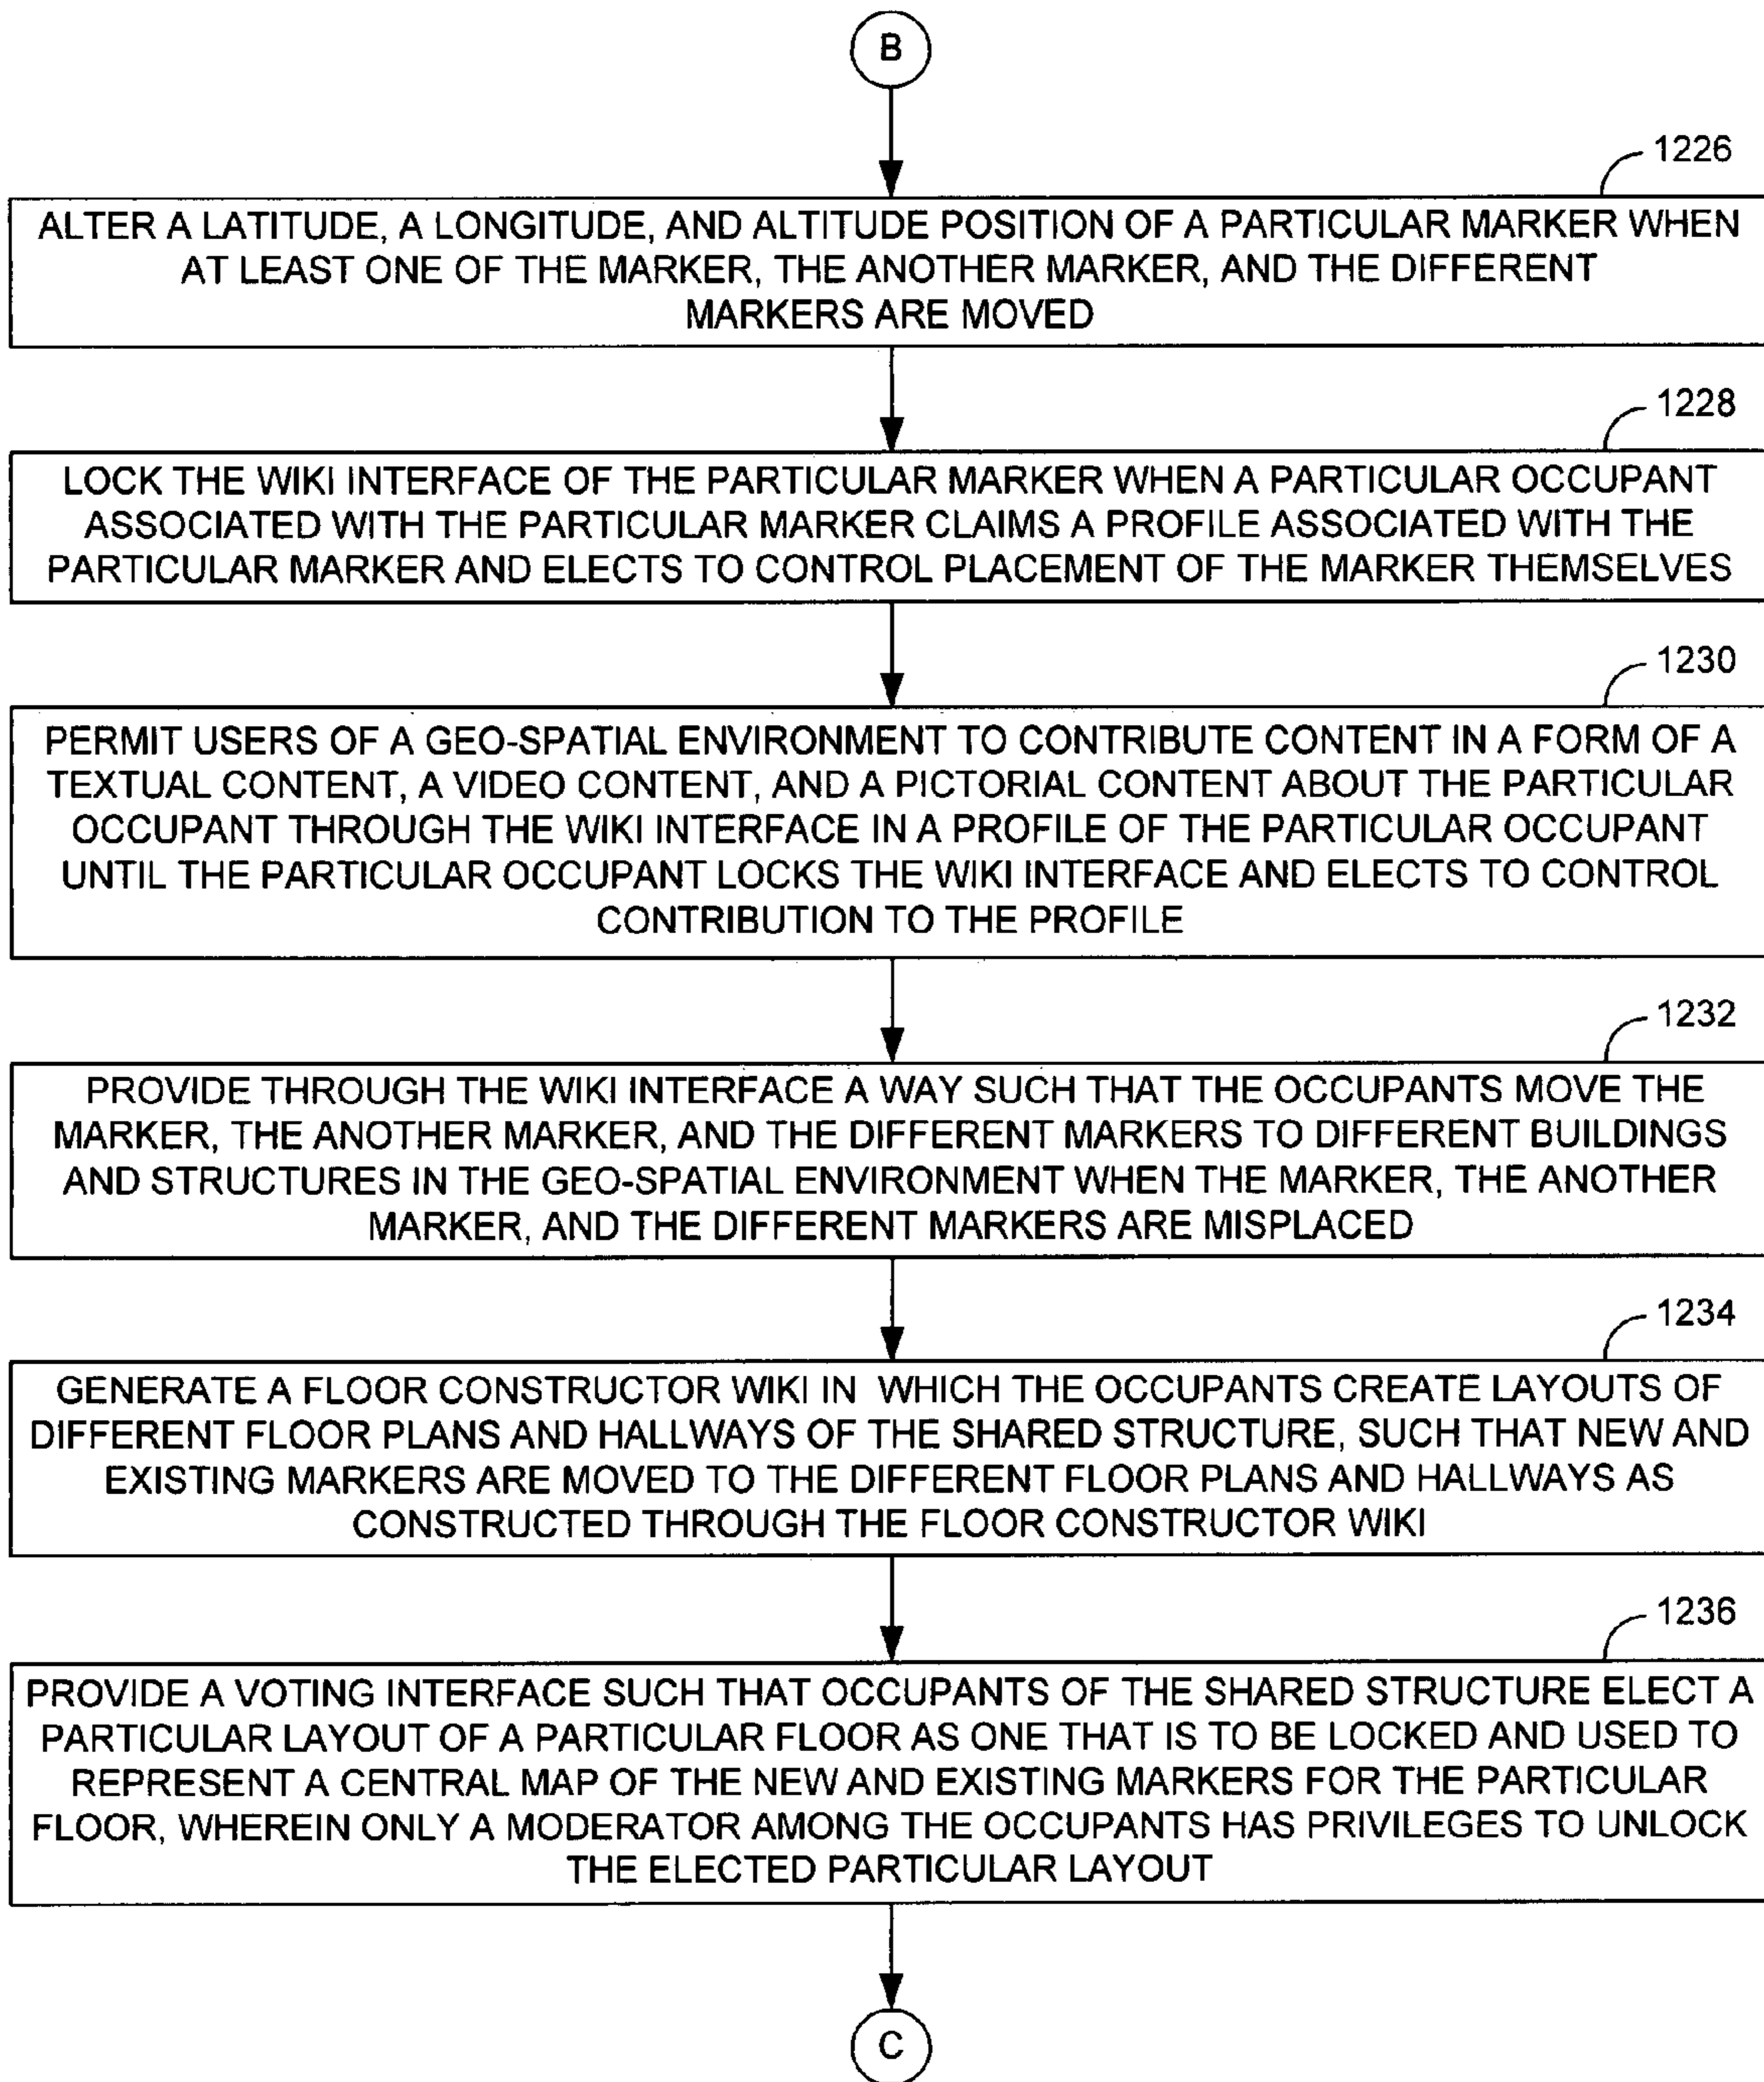 B
1226
ALTER A LATITUDE, A LONGITUDE, AND ALTITUDE POSITION OF A PARTICULAR MARKER WHEN
AT LEAST ONE OF THE MARKER, THE ANOTHER MARKER, AND THE DIFFERENT
MARKERS ARE MOVED
1228
LOCK THE WIKI INTERFACE OF THE PARTICULAR MARKER WHEN A PARTICULAR OCCUPANT
ASSOCIATED WITH THE PARTICULAR MARKER CLAIMS A PROFILE ASSOCIATED WITH THE
PARTICULAR MARKER AND ELECTS TO CONTROL PLACEMENT OF THE MARKER THEMSELVES
1230
PERMIT USERS OF A GEO-SPATIAL ENVIRONMENT TO CONTRIBUTE CONTENT IN A FORM OF A
TEXTUAL CONTENT, A VIDEO CONTENT, AND A PICTORIAL CONTENT ABOUT THE PARTICULAR
OCCUPANT THROUGH THE WIKI INTERFACE IN A PROFILE OF THE PARTICULAR OCCUPANT
UNTIL THE PARTICULAR OCCUPANT LOCKS THE WIKI INTERFACE AND ELECTS TO CONTROL
CONTRIBUTION TO THE PROFILE
1232
PROVIDE THROUGH THE WIKI INTERFACE A WAY SUCH THAT THE OCCUPANTS MOVE THE
MARKER, THE ANOTHER MARKER, AND THE DIFFERENT MARKERS TO DIFFERENT BUILDINGS
AND STRUCTURES IN THE GEO-SPATIAL ENVIRONMENT WHEN THE MARKER, THE ANOTHER
MARKER, AND THE DIFFERENT MARKERS ARE MISPLACED
1234
GENERATE A FLOOR CONSTRUCTOR WIKI IN WHICH THE OCCUPANTS CREATE LAYOUTS OF
DIFFERENT FLOOR PLANS AND HALLWAYS OF THE SHARED STRUCTURE, SUCH THAT NEW AND
EXISTING MARKERS ARE MOVED TO THE DIFFERENT FLOOR PLANS AND HALLWAYS AS
CONSTRUCTED THROUGH THE FLOOR CONSTRUCTOR WIKI
1236
PROVIDE A VOTING INTERFACE SUCH THAT OCCUPANTS OF THE SHARED STRUCTURE ELECT A
PARTICULAR LAYOUT OF A PARTICULAR FLOOR AS ONE THAT IS TO BE LOCKED AND USED TO
REPRESENT A CENTRAL MAP OF THE NEW AND EXISTING MARKERS FOR THE PARTICULAR
FLOOR, WHEREIN ONLY A MODERATOR AMONG THE OCCUPANTS HAS PRIVILEGES TO UNLOCK
THE ELECTED PARTICULAR LAYOUT
C